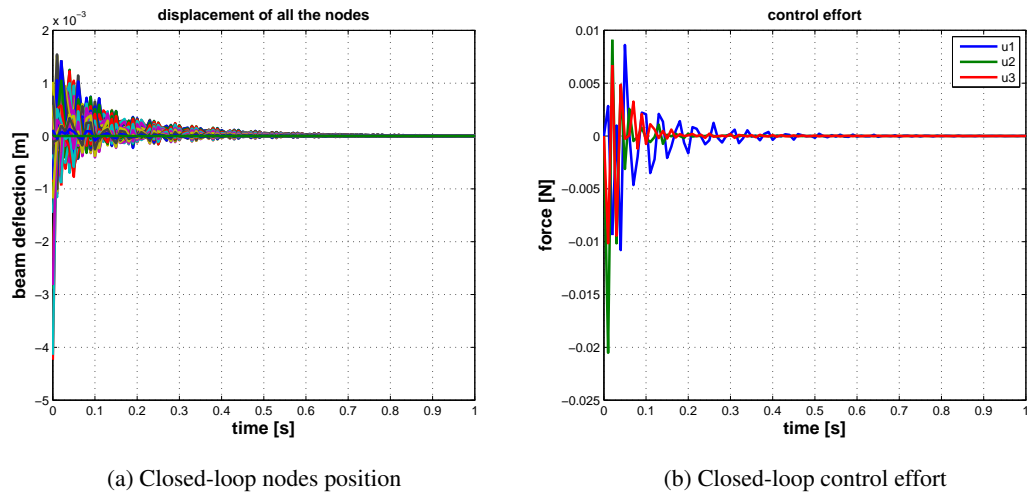 displacement of all the nodes
x 10⁻³
2
1
0
−1
−2
−3
−4
−5
beam deflection [m]
0 0.1 0.2 0.3 0.4 0.5 0.6 0.7 0.8 0.9 1
time [s]
(a) Closed-loop nodes position
control effort
0.01
0.005
0
−0.005
−0.01
−0.015
−0.02
−0.025
force [N]
u1
u2
u3
0 0.1 0.2 0.3 0.4 0.5 0.6 0.7 0.8 0.9 1
time [s]
(b) Closed-loop control effort